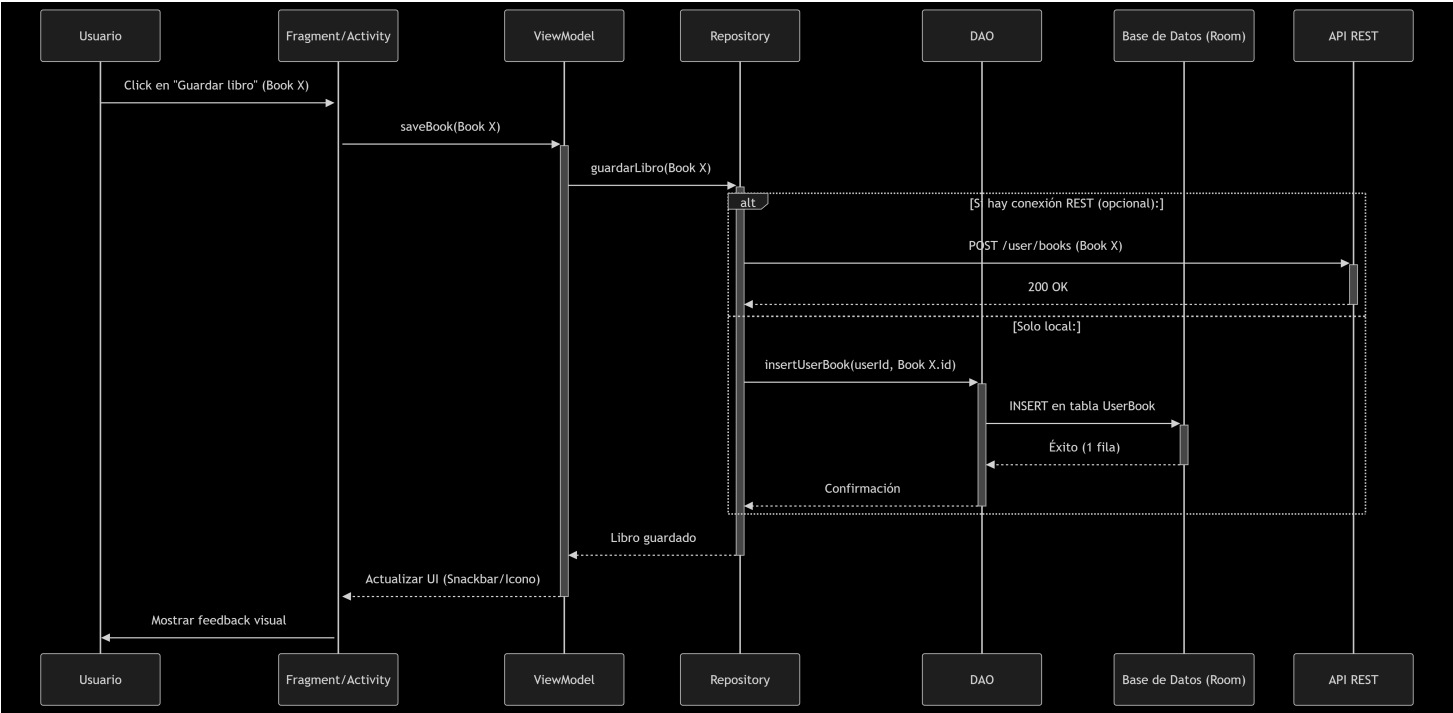 Usuario
Fragment/Activity
ViewModel
Repository
DAO
Base de Datos (Room)
API REST
Click en "Guardar libro" (Book X)
saveBook(Book X)
guardarLibro(Book X)
alt
[Si hay conexión REST (opcional):]
POST /user/books (Book X)
200 OK
[Solo local:]
insertUserBook(userId, Book X.id)
INSERT en tabla UserBook
Éxito (1 fila)
Confirmación
Libro guardado
Actualizar UI (Snackbar/Icono)
Mostrar feedback visual
Usuario
Fragment/Activity
ViewModel
Repository
DAO
Base de Datos (Room)
API REST